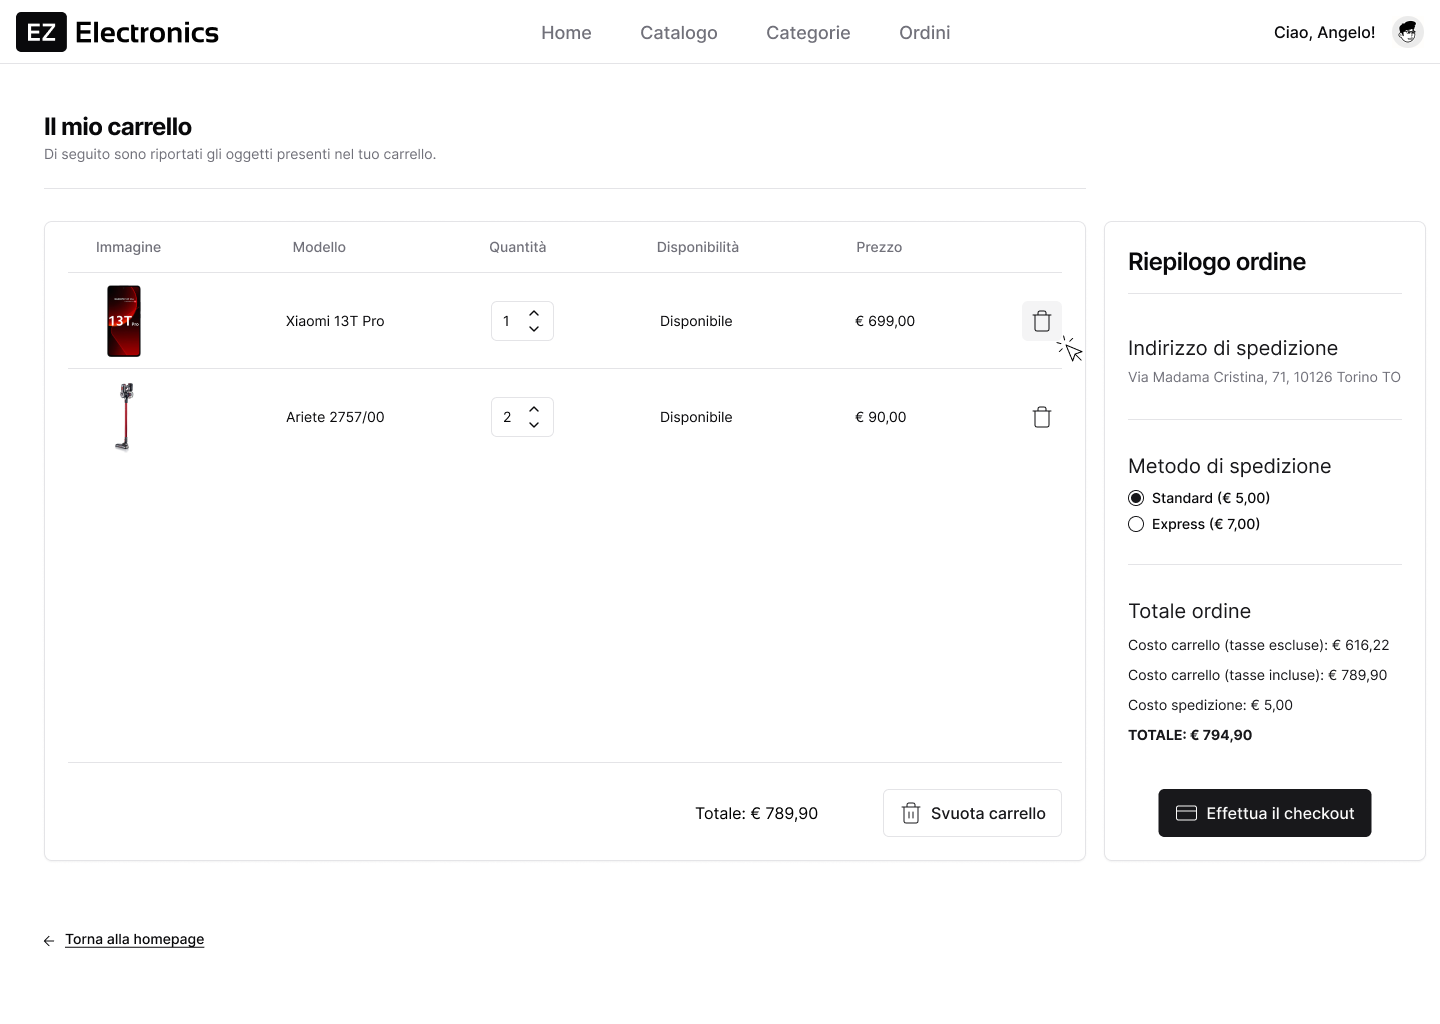 EZ Electronics
Home Catalogo Categorie Ordini
Ciao, Angelo!
Il mio carrello
Di seguito sono riportati gli oggetti presenti nel tuo carrello.
Immagine Modello Quantità Disponibilità Prezzo
13T Pro
Xiaomi 13T Pro 1 Disponibile € 699,00
Ariete 2757/00 2 Disponibile € 90,00
Totale: € 789,90
Svuota carrello
Riepilogo ordine
Indirizzo di spedizione
Via Madama Cristina, 71, 10126 Torino TO
Metodo di spedizione
Standard (€ 5,00)
Express (€ 7,00)
Totale ordine
Costo carrello (tasse escluse): € 616,22
Costo carrello (tasse incluse): € 789,90
Costo spedizione: € 5,00
TOTALE: € 794,90
Effettua il checkout
Torna alla homepage